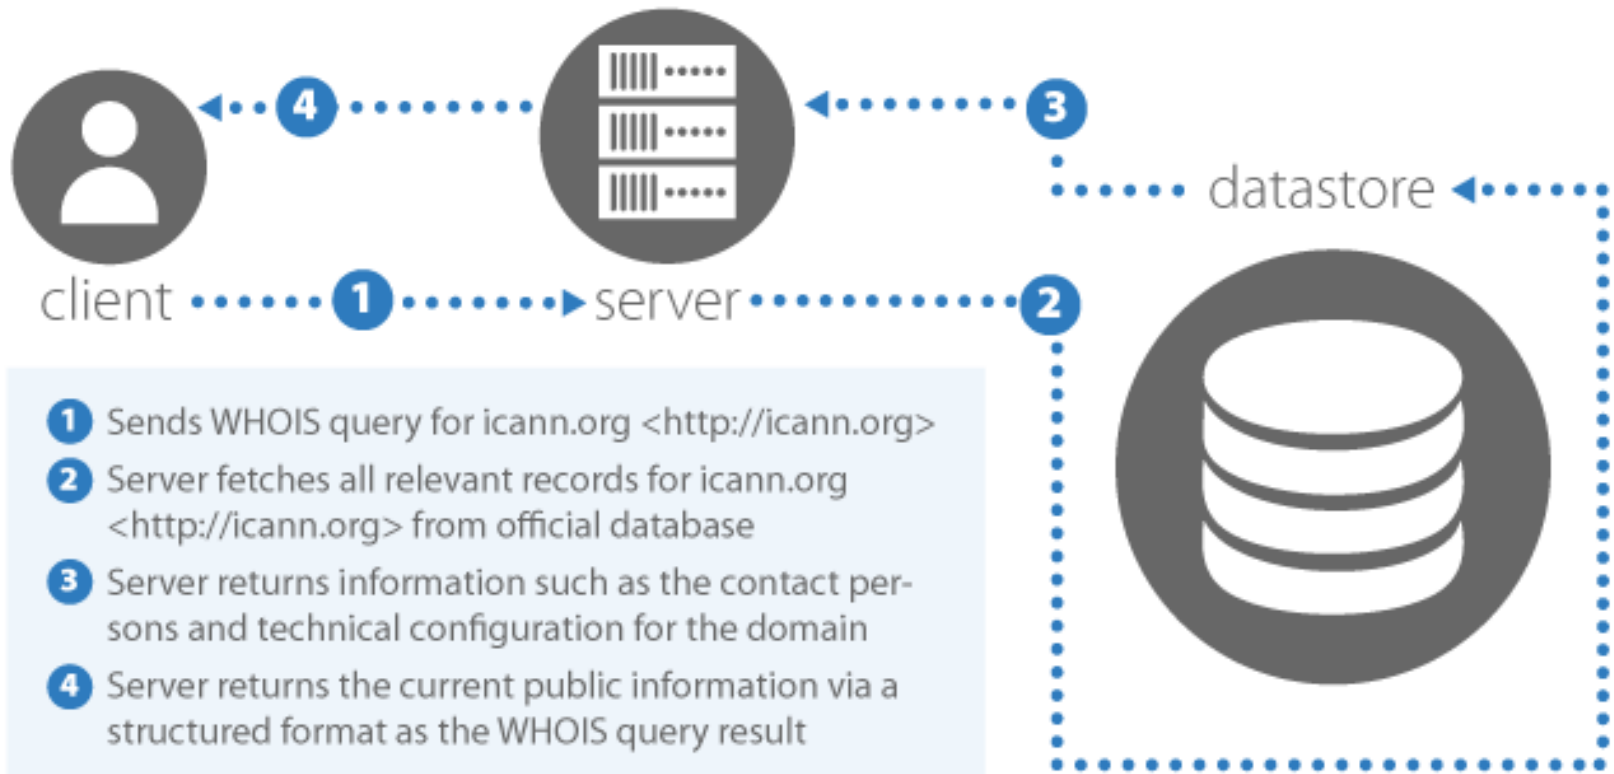 4
3
datastore
client
1
server
2
1 Sends WHOIS query for icann.org <http://icann.org>
2 Server fetches all relevant records for icann.org
<http://icann.org> from official database
3 Server returns information such as the contact per-
sons and technical configuration for the domain
4 Server returns the current public information via a
structured format as the WHOIS query result